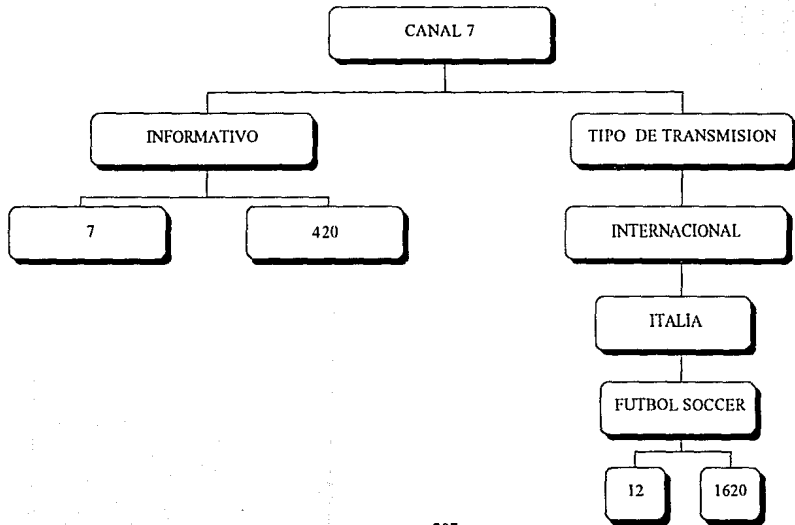 CANAL 7
INFORMATIVO
TIPO DE TRANSMISION
7
420
INTERNACIONAL
ITALIA
FUTBOL SOCCER
12
1620